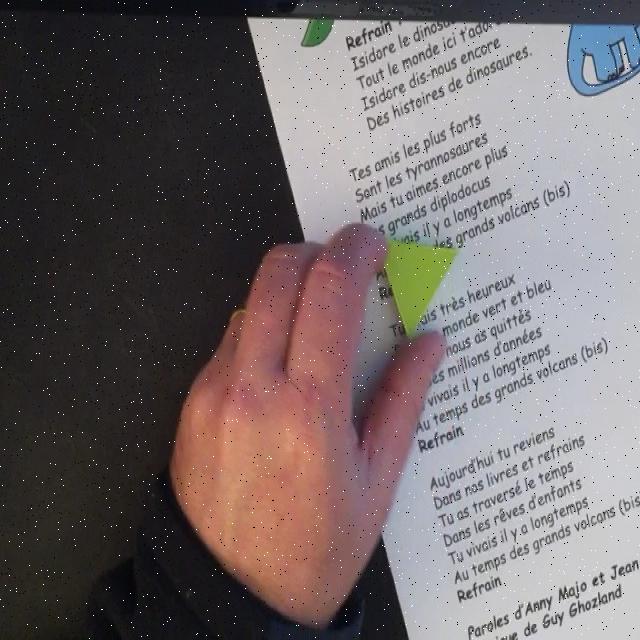 Refrain
Isidore le dinosa
Tout le monde ici t'ado
Isidore dis-nous encore
Des histoires de dinosaures.
Tes amis les plus forts
Sont les tyrannosaures
Mais tu aimes encore plus
s grands diplodocus
ais il y a longtemps
des grands volcans (bis)
Re
Tu is très heureux
monde vert et bleu
nous as quittés
es millions d'années
vivais il y a longtemps
Au temps des grands volcans (bis)
Refrain
Aujourd'hui tu reviens
Dans nos livres et refrains
Tu as traversé le temps
Dans les rêves d'enfants
Tu vivais il y a longtemps
Au temps des grands volcans (bis
Refrain
Paroles d'Anny Majo et Jean
de Guy Ghozland